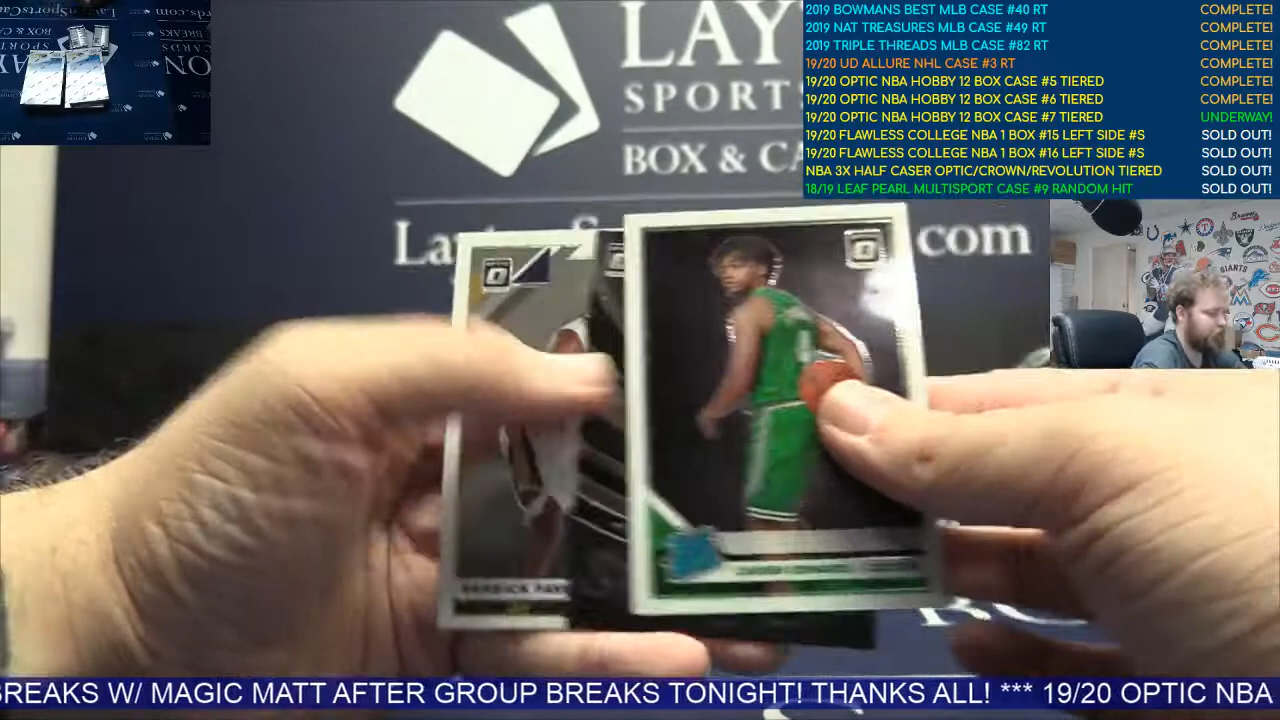 2019 BOWMANS BEST MLB CASE #40 RT COMPLETE!
2019 NAT TREASURES MLB CASE #49 RT COMPLETE!
2019 TRIPLE THREADS MLB CASE #82 RT COMPLETE!
19/20 UD ALLURE NHL CASE #3 RT COMPLETE!
19/20 OPTIC NBA HOBBY 12 BOX CASE #5 TIERED COMPLETE!
19/20 OPTIC NBA HOBBY 12 BOX CASE #6 TIERED COMPLETE!
19/20 OPTIC NBA HOBBY 12 BOX CASE #7 TIERED UNDERWAY!
19/20 FLAWLESS COLLEGE NBA 1 BOX #15 LEFT SIDE #S SOLD OUT!
19/20 FLAWLESS COLLEGE NBA 1 BOX #16 LEFT SIDE #S SOLD OUT!
NBA 3X HALF CASER OPTIC/CROWN/REVOLUTION TIERED SOLD OUT!
18/19 LEAF PEARL MULTISPORT CASE #9 RANDOM HIT SOLD OUT!
LAY
SPORTS
BOX & CA
com
GIANTS
BREAKS W/ MAGIC MATT AFTER GROUP BREAKS TONIGHT! THANKS ALL! *** 19/20 OPTIC NBA